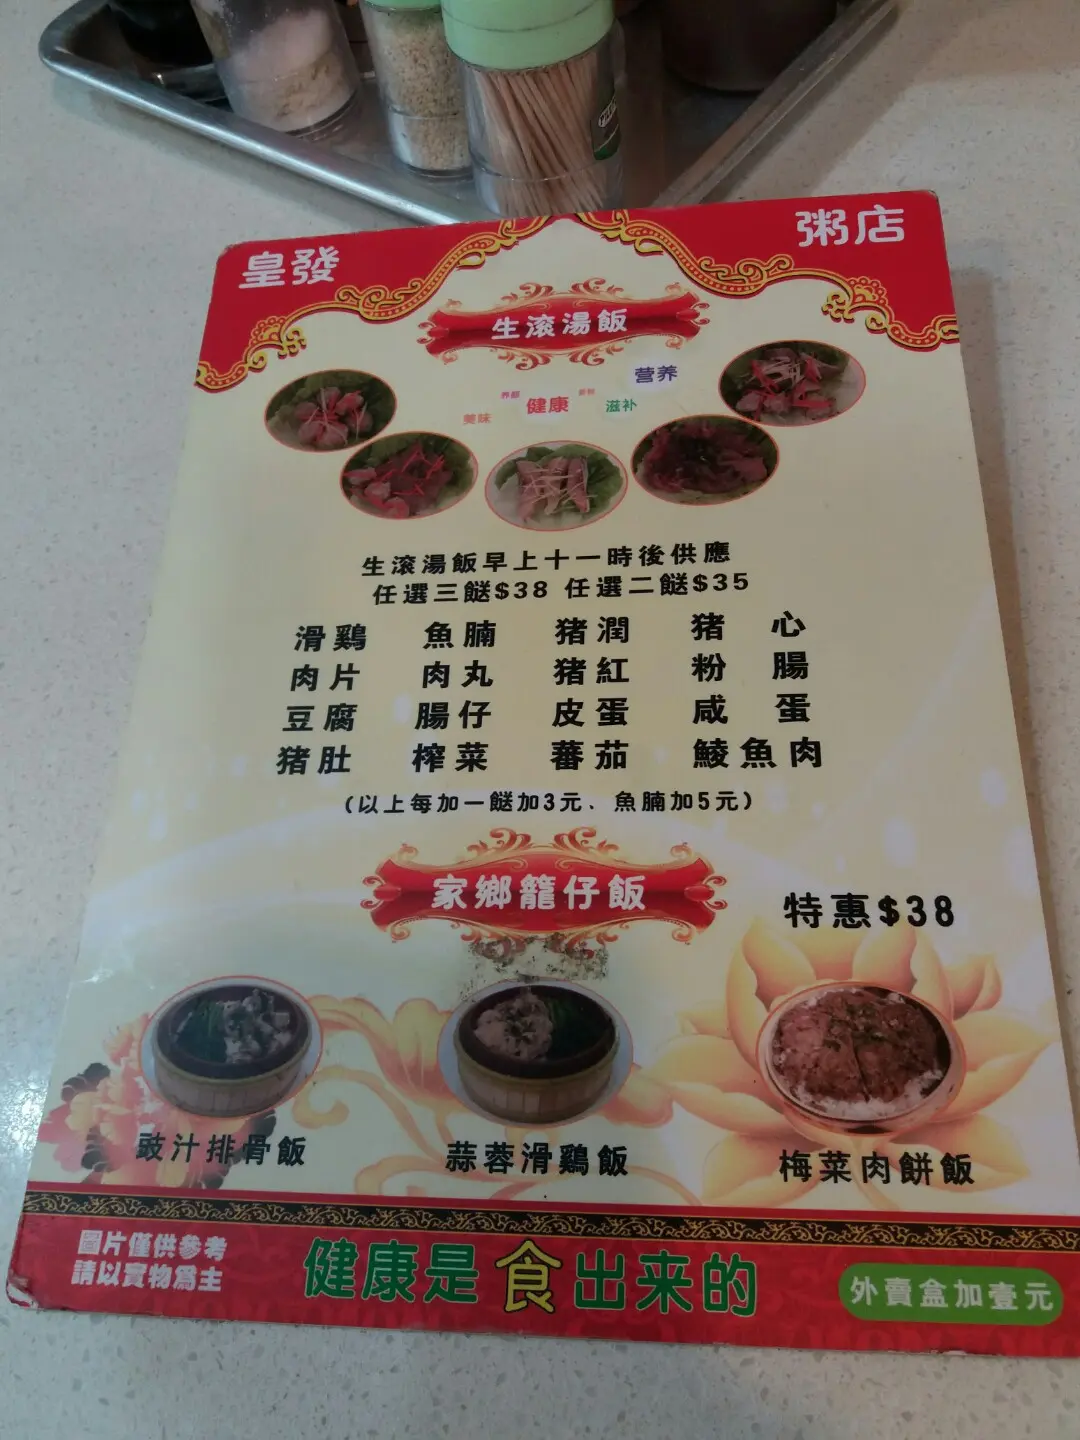 皇發
粥店
生滚湯飯
营养
美味
健康
滋补
生滚湯飯早上十一時後供應
任選三餸$38 任選二餸$35
滑鷄 魚腩 猪潤 猪心
肉片 肉丸 猪紅 粉腸
豆腐 腸仔 皮蛋 咸蛋
猪肚 榨菜 蕃茄 鯪魚肉
(以上每加一餸加3元、魚腩加5元)
家鄉籠仔飯
特惠$38
豉汁排骨飯
蒜蓉滑鷄飯
梅菜肉餅飯
圖片僅供參考
請以實物為主
健康是食出来的
外賣盒加壹元